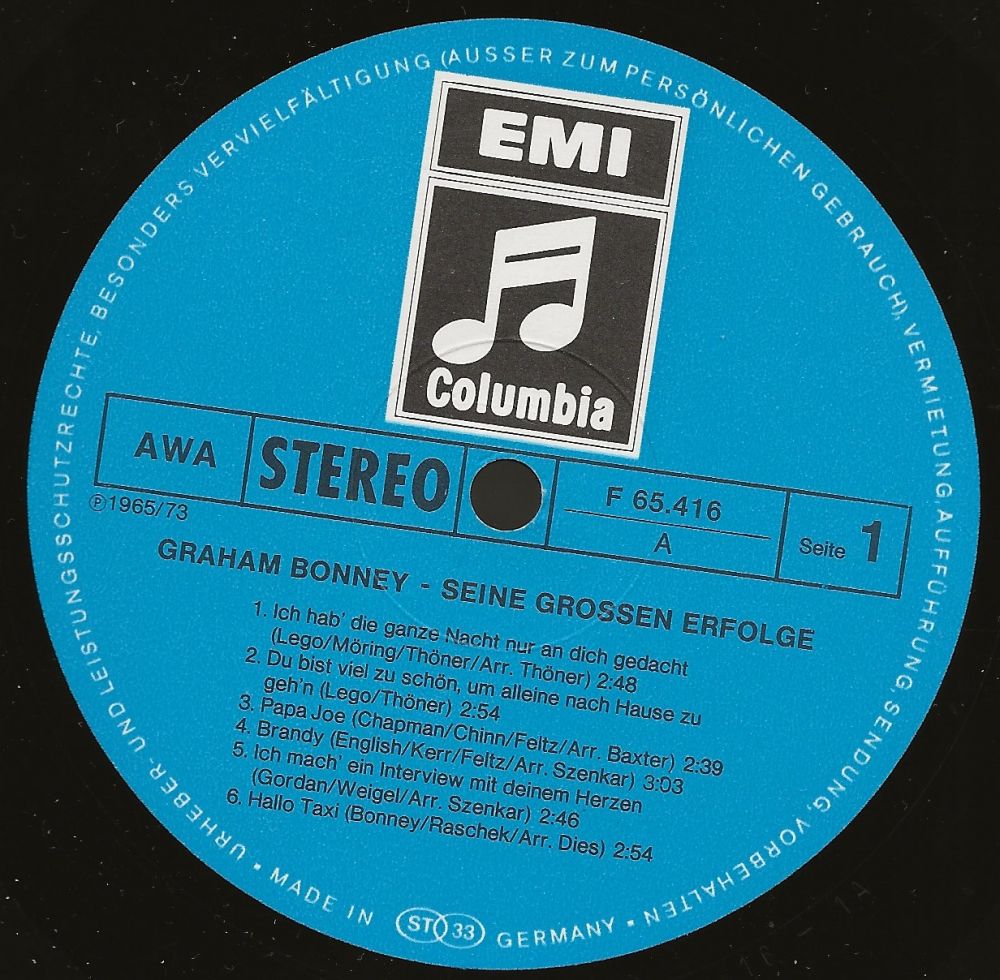 URHEBER- UND LEISTUNGSSCHUTZRECHTE, BESONDERS VERVIELFÄLTIGUNG (AUSSER ZUM PERSÖNLICHEN GEBRAUCH), VERMIETUNG, AUFFÜHRUNG, SENDUNG, VORBEHALTEN
EMI
Columbia
AWA
STEREO
F 65.416
A
Seite 1
℗1965/73
GRAHAM BONNEY - SEINE GROSSEN ERFOLGE
1. Ich hab' die ganze Nacht nur an dich gedacht
(Lego/Möring/Thöner/Arr. Thöner) 2:48
2. Du bist viel zu schön, um alleine nach Hause zu
geh'n (Lego/Thöner) 2:54
3. Papa Joe (Chapman/Chinn/Feltz/Arr. Baxter) 2:39
4. Brandy (English/Kerr/Feltz/Arr. Szenkar) 3:03
5. Ich mach' ein Interview mit deinem Herzen
(Gordan/Weigel/Arr. Szenkar) 2:46
6. Hallo Taxi (Bonney/Raschek/Arr. Dies) 2:54
▪ MADE IN ST 33 GERMANY ▪